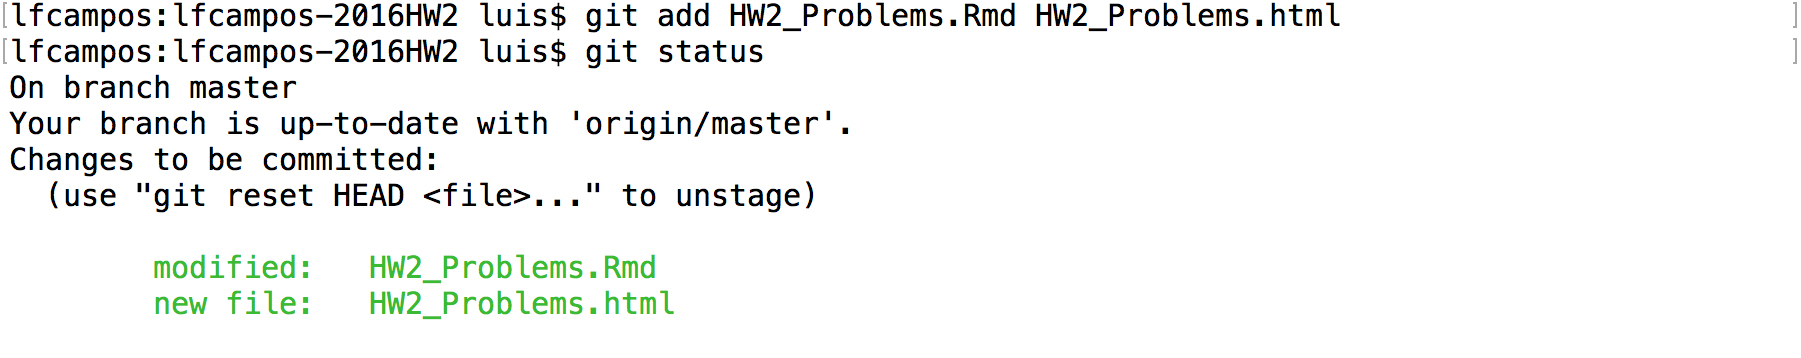 [lfcampos:lfcampos-2016HW2 luis$ git add HW2_Problems.Rmd HW2_Problems.html ]
[lfcampos:lfcampos-2016HW2 luis$ git status ]
On branch master
Your branch is up-to-date with 'origin/master'.
Changes to be committed:
  (use "git reset HEAD <file>..." to unstage)

        modified:   HW2_Problems.Rmd
        new file:   HW2_Problems.html